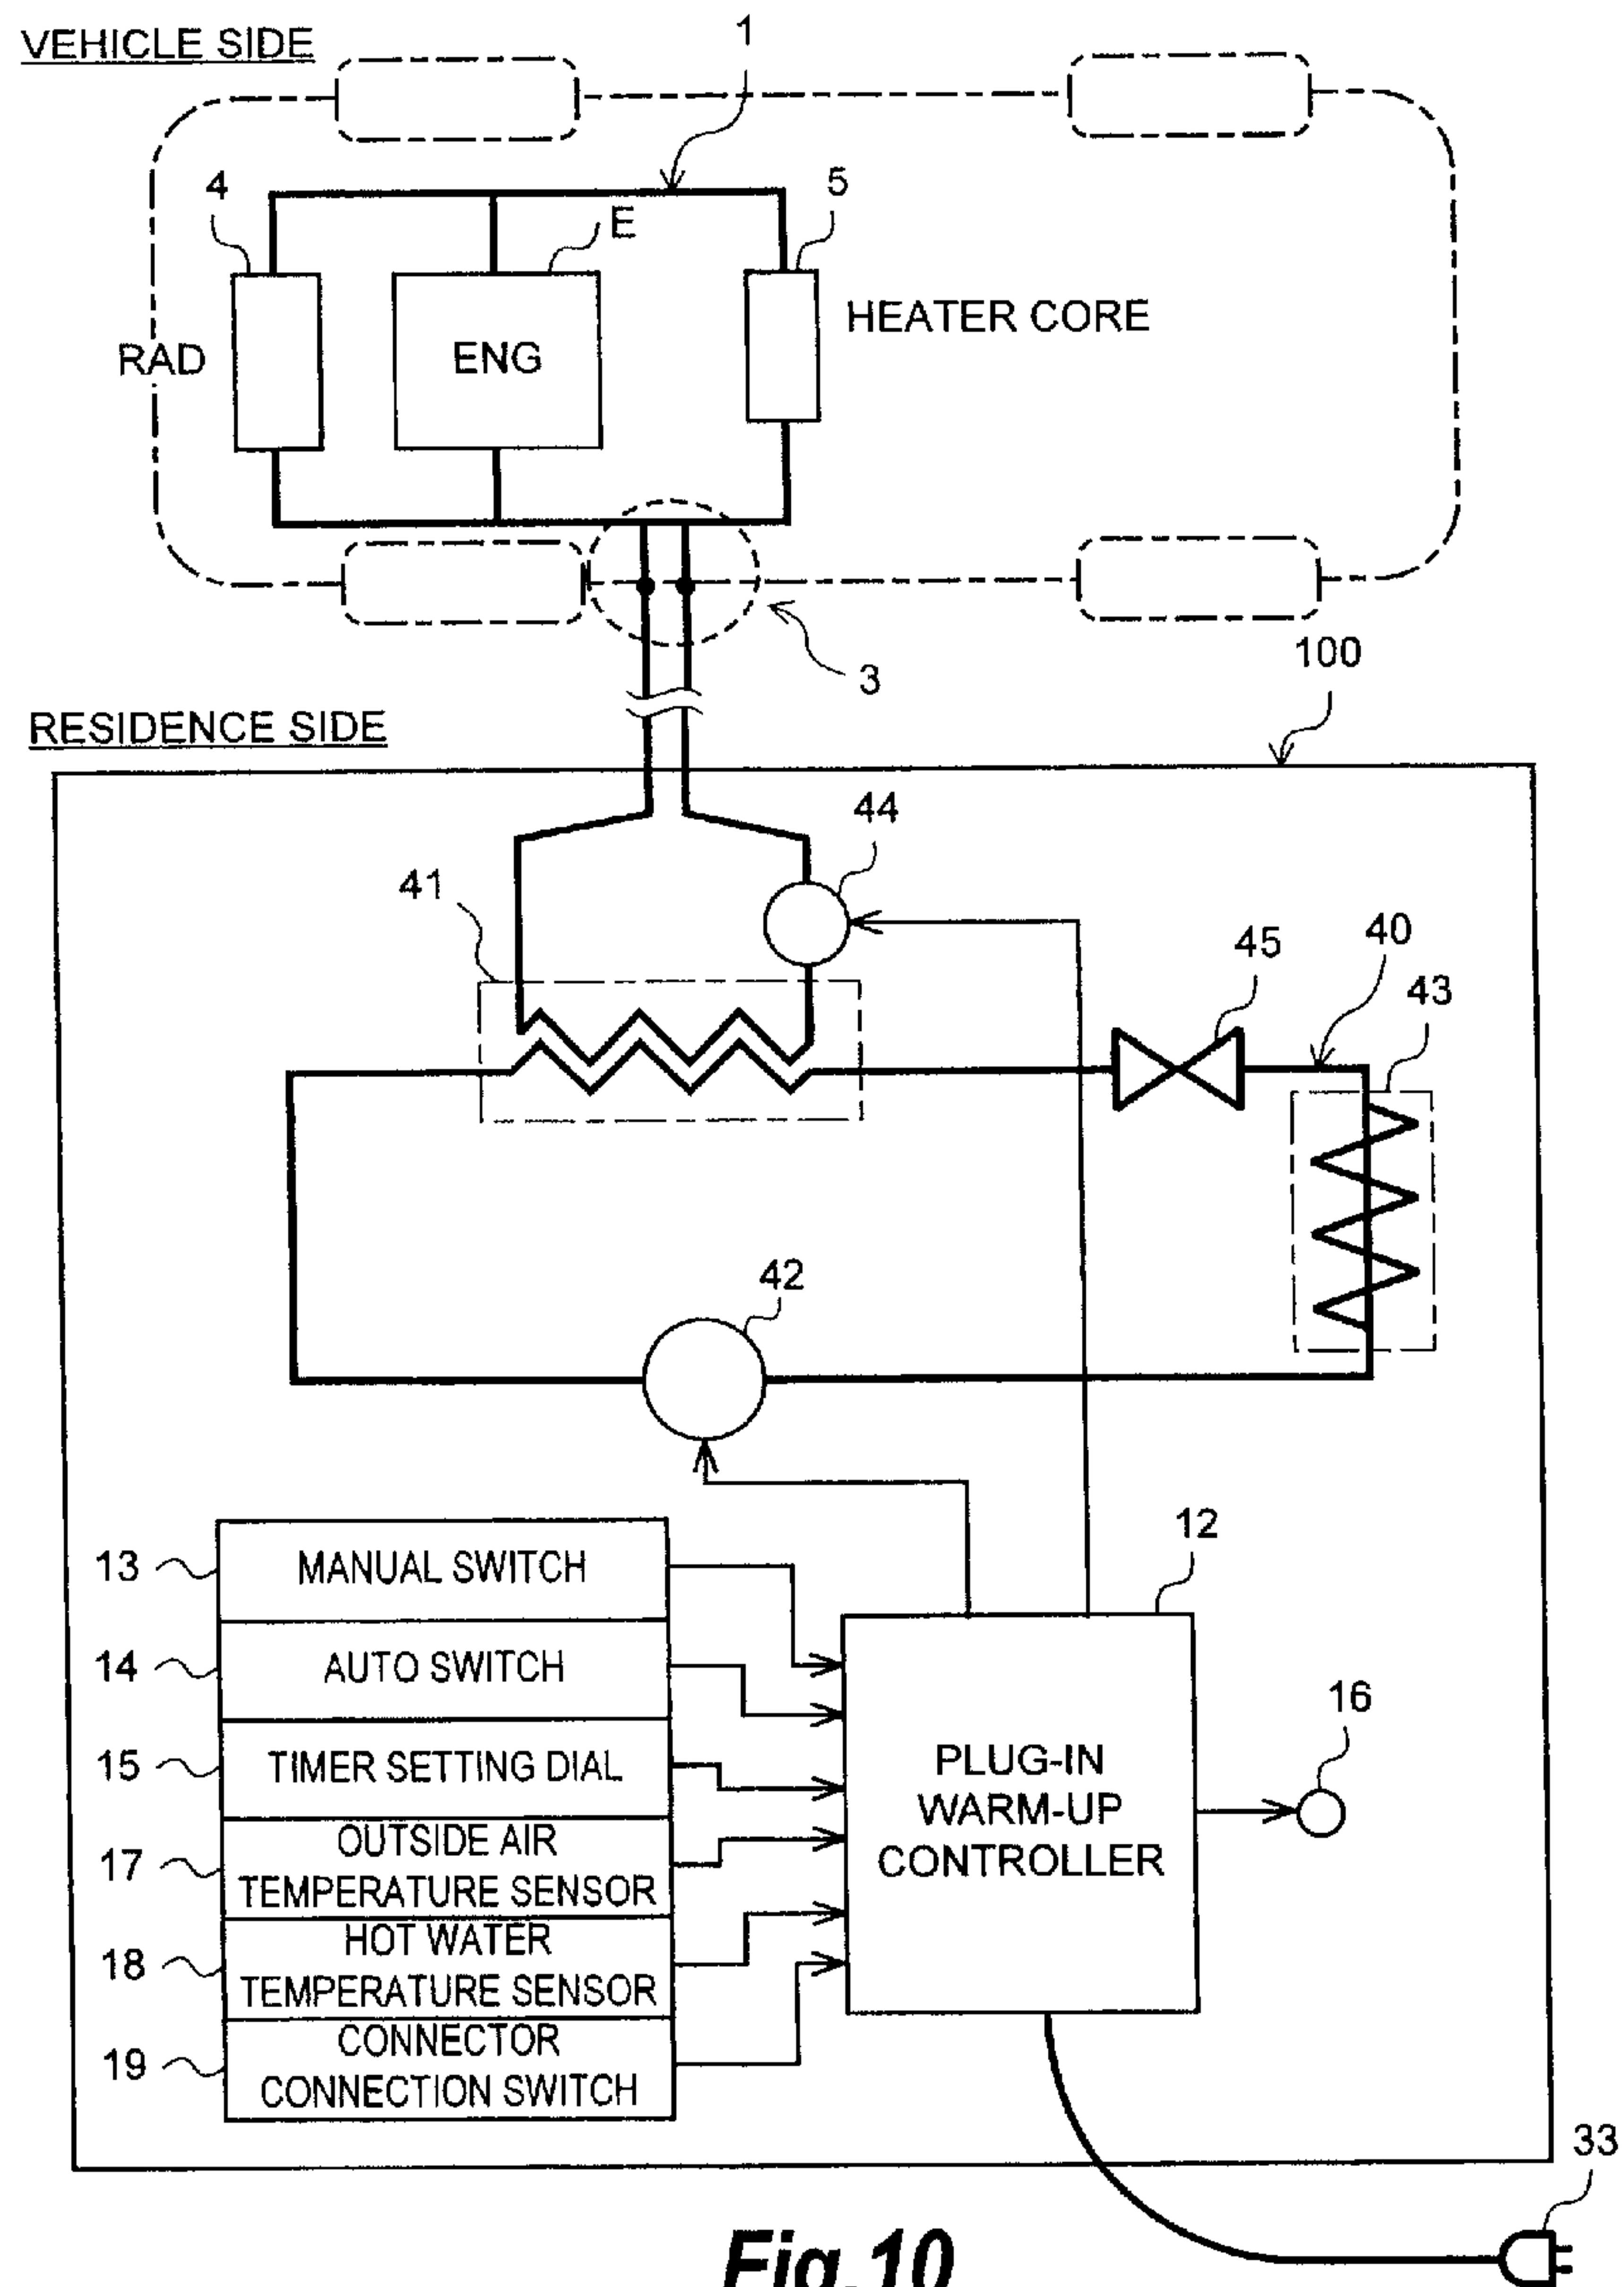 VEHICLE SIDE
1
4
E
5
RAD
ENG
HEATER CORE
3
100
RESIDENCE SIDE
44
41
45
40
43
42
12
13
MANUAL SWITCH
14
AUTO SWITCH
15
TIMER SETTING DIAL
17
OUTSIDE AIR
TEMPERATURE SENSOR
18
HOT WATER
TEMPERATURE SENSOR
19
CONNECTOR
CONNECTION SWITCH
PLUG-IN
WARM-UP
CONTROLLER
16
33
Fig.10